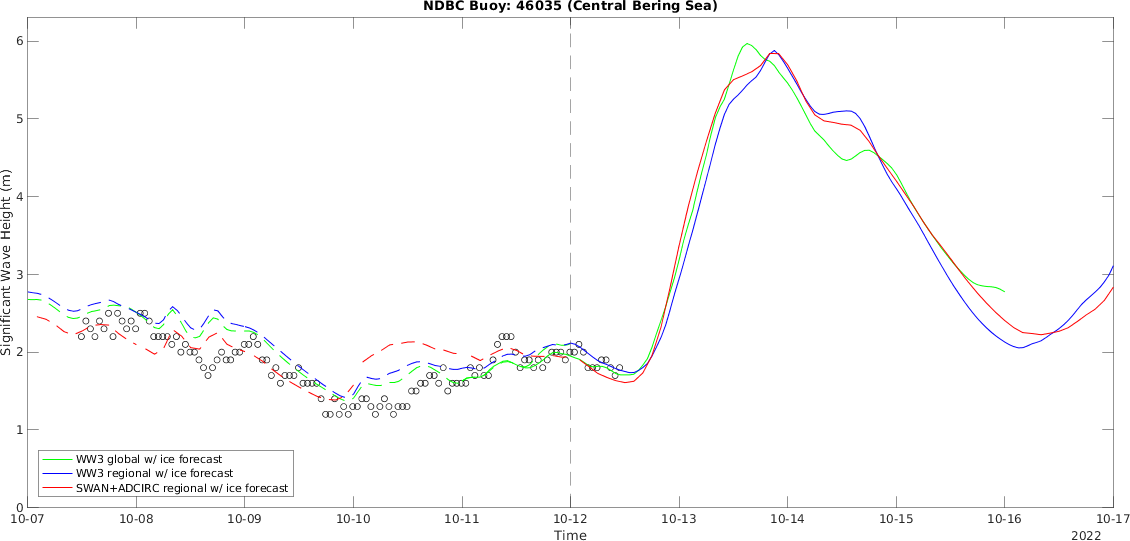 NDBC Buoy: 46035 (Central Bering Sea)
6
5
4
3
2
1
0
Significant Wave Height (m)
WW3 global w/ ice forecast
WW3 regional w/ ice forecast
SWAN+ADCIRC regional w/ ice forecast
10-07 10-08 10-09 10-10 10-11 10-12 10-13 10-14 10-15 10-16 10-17
Time
2022